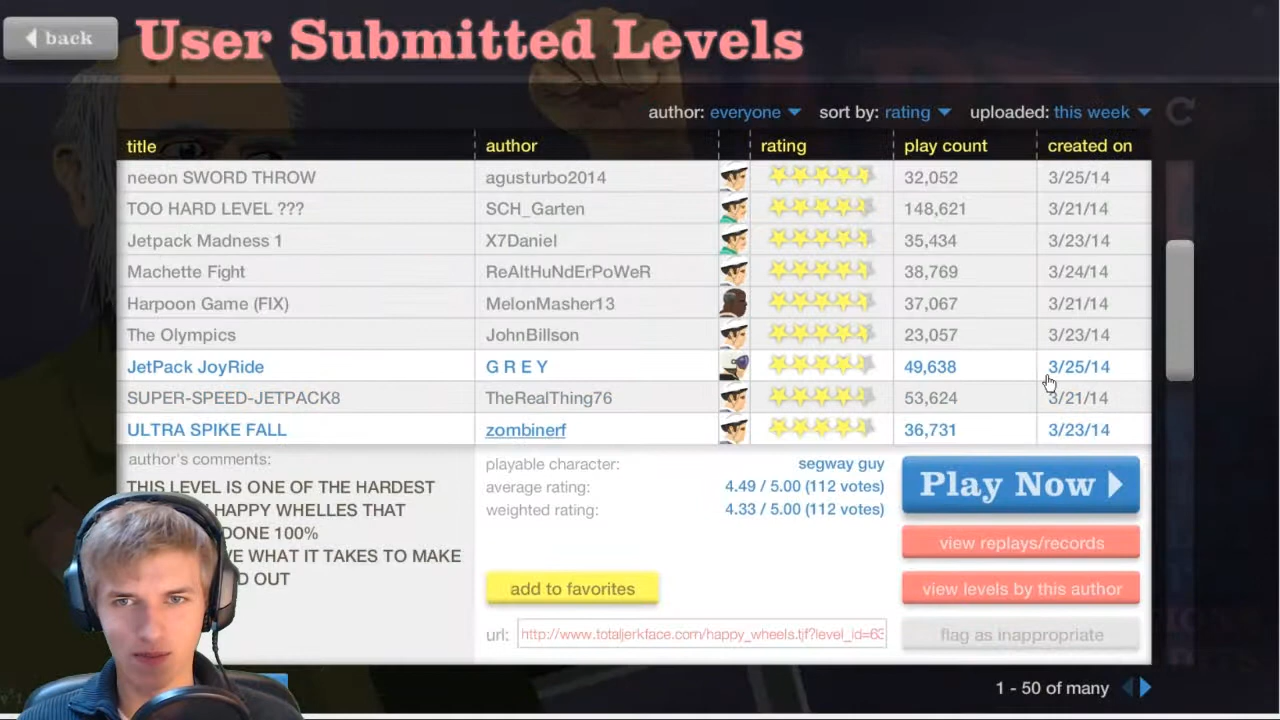 back
User Submitted Levels
author: everyone sort by: rating uploaded: this week
title author rating play count created on
neeon SWORD THROW agusturbo2014 32,052 3/25/14
TOO HARD LEVEL ??? SCH_Garten 148,621 3/21/14
Jetpack Madness 1 X7Daniel 35,434 3/23/14
Machette Fight ReAltHuNdErPoWeR 38,769 3/24/14
Harpoon Game (FIX) MelonMasher13 37,067 3/21/14
The Olympics JohnBillson 23,057 3/23/14
JetPack JoyRide G R E Y 49,638 3/25/14
SUPER-SPEED-JETPACK8 TheRealThing76 53,624 3/21/14
ULTRA SPIKE FALL zombinerf 36,731 3/23/14
author's comments:
THIS LEVEL IS ONE OF THE HARDEST
HAPPY WHELLES THAT
DONE 100%
WHAT IT TAKES TO MAKE
OUT
playable character: segway guy
average rating: 4.49 / 5.00 (112 votes)
weighted rating: 4.33 / 5.00 (112 votes)
add to favorites
url: http://www.totaljerkface.com/happy_wheels.tjf?level_id=63
Play Now
view replays/records
view levels by this author
flag as inappropriate
1 - 50 of many